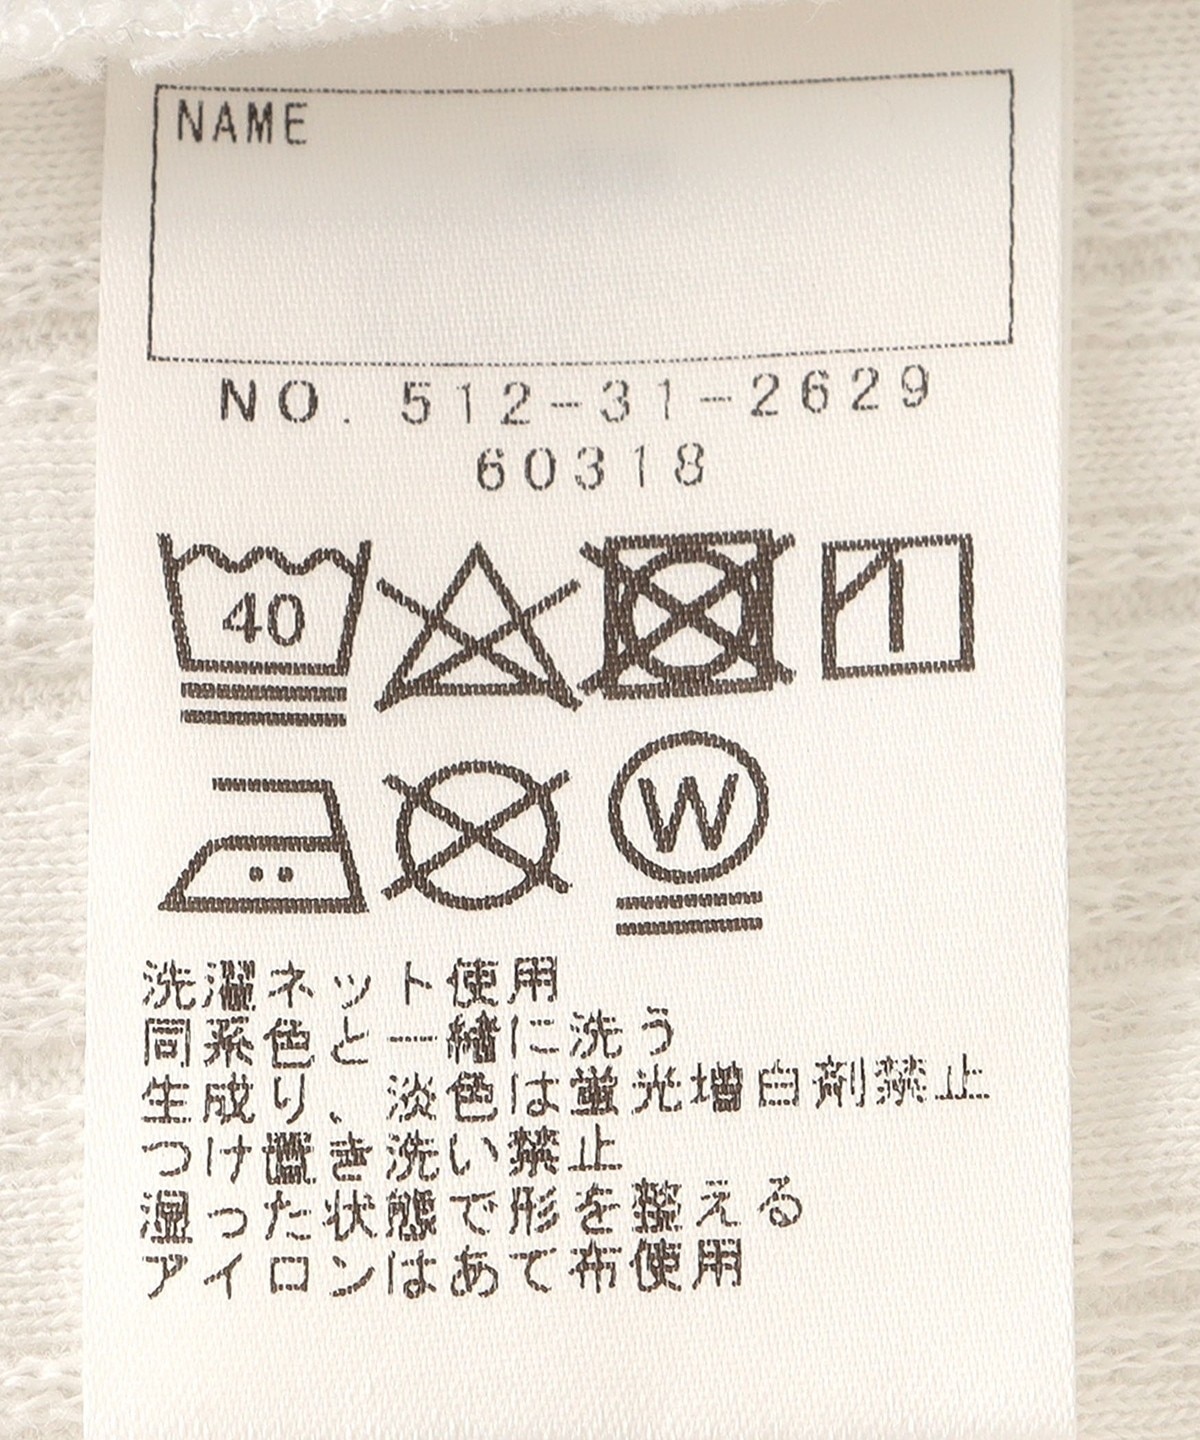 NAME
NO. 512-31-2629
60318
40
W
洗濯ネット使用
同系色と一緒に洗う
生成り、淡色は蛍光増白剤禁止
つけ置き洗い禁止
湿った状態で形を整える
アイロンはあて布使用